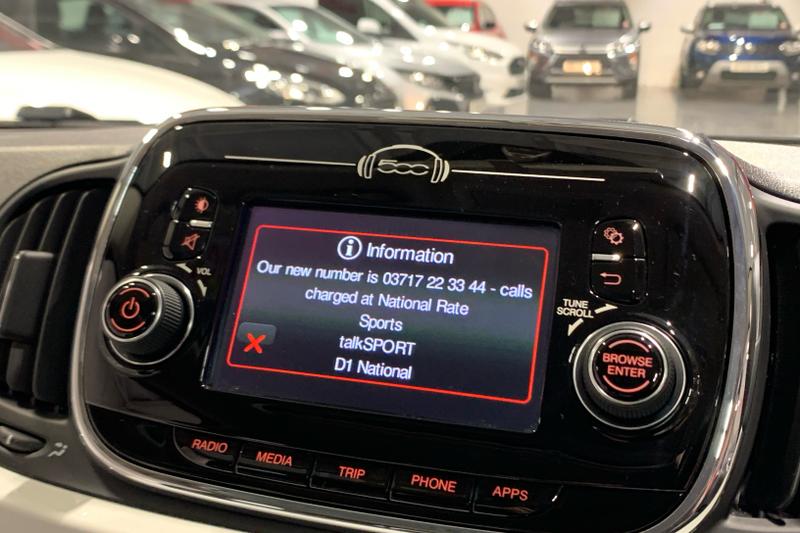 500
VOL
Information
Our new number is 03717 22 33 44 - calls
charged at National Rate
Sports
talkSPORT
D1 National
TUNE
SCROLL
BROWSE
ENTER
RADIO
MEDIA
TRIP
PHONE
APPS